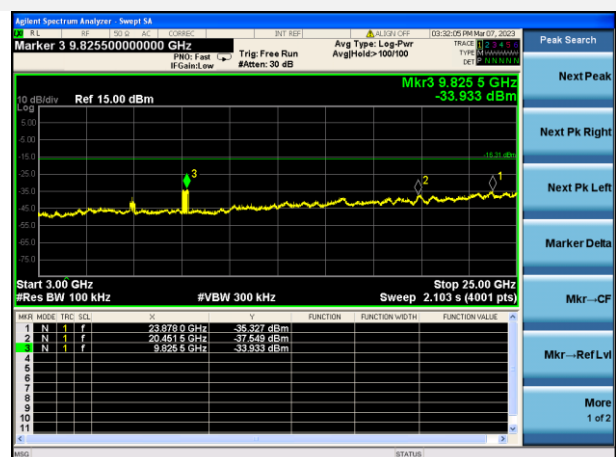 Agilent Spectrum Analyzer - Swept SA
RL RF 50 Ω AC CORREC INT REF ALIGN OFF 03:32:05 PM Mar 07, 2023
Marker 3 9.825500000000 GHz
PNO: Fast
IFGain:Low
Trig: Free Run
#Atten: 30 dB
Avg Type: Log-Pwr
Avg|Hold:>100/100
TRACE 1 2 3 4 5 6
TYPE M
DET P N N N N N
Peak Search
Mkr3 9.825 5 GHz
-33.933 dBm
10 dB/div Ref 15.00 dBm
Log
5.00
-5.00
-15.0
-25.0
-35.0
-45.0
-55.0
-65.0
-75.0
3
2
1
Start 3.00 GHz Stop 25.00 GHz
#Res BW 100 kHz #VBW 300 kHz Sweep 2.103 s (4001 pts)
MKR MODE TRC SCL X Y FUNCTION FUNCTION WIDTH FUNCTION VALUE
1 N 1 f 23.878 0 GHz -35.327 dBm
2 N 1 f 20.451 5 GHz -37.549 dBm
3 N 1 f 9.825 5 GHz -33.933 dBm
4
5
6
7
8
9
10
11
MSG STATUS
Next Peak
Next Pk Right
Next Pk Left
Marker Delta
Mkr→CF
Mkr→Ref Lvl
More
1 of 2